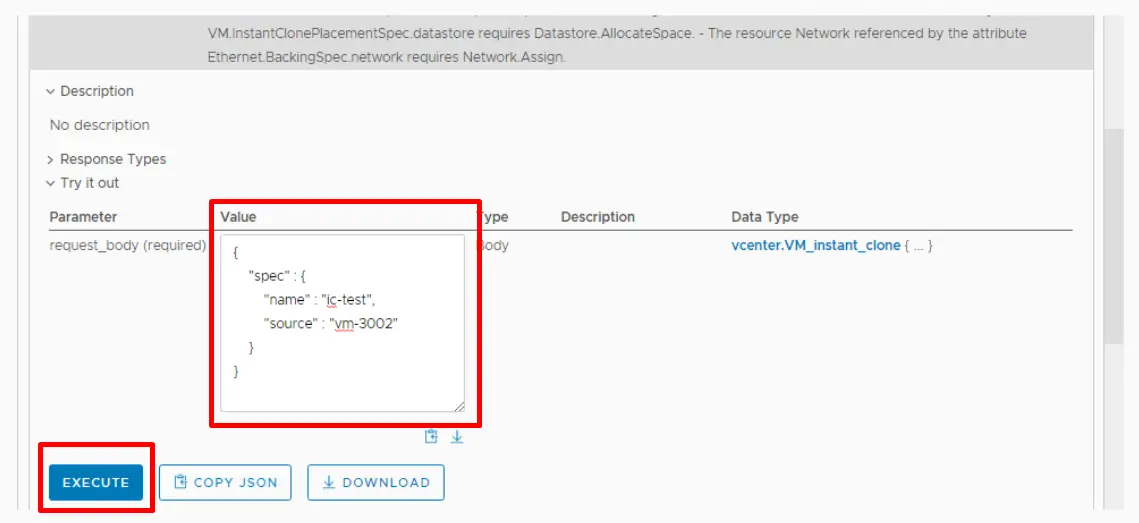 VM.InstantClonePlacementSpec.datastore requires Datastore.AllocateSpace. - The resource Network referenced by the attribute
Ethernet.BackingSpec.network requires Network.Assign.
Description
No description
Response Types
Try it out
Parameter Value Type Description Data Type
request_body (required) { Body vcenter.VM_instant_clone { ... }
"spec" : {
"name" : "ic-test",
"source" : "vm-3002"
}
}
EXECUTE COPY JSON DOWNLOAD